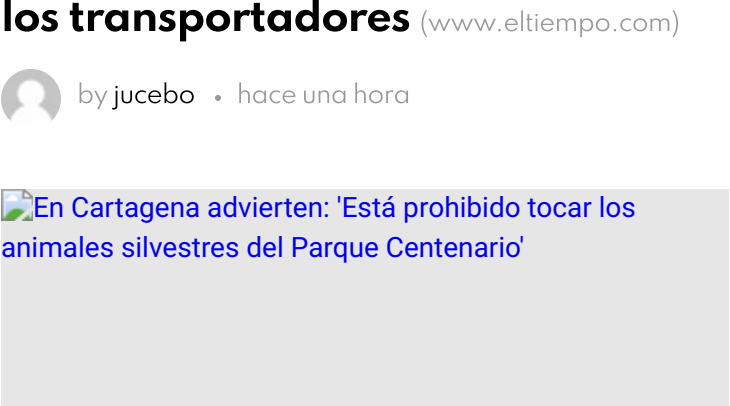 los transportadores (www.eltiempo.com)
by jucebo • hace una hora
En Cartagena advierten: 'Está prohibido tocar los
animales silvestres del Parque Centenario'